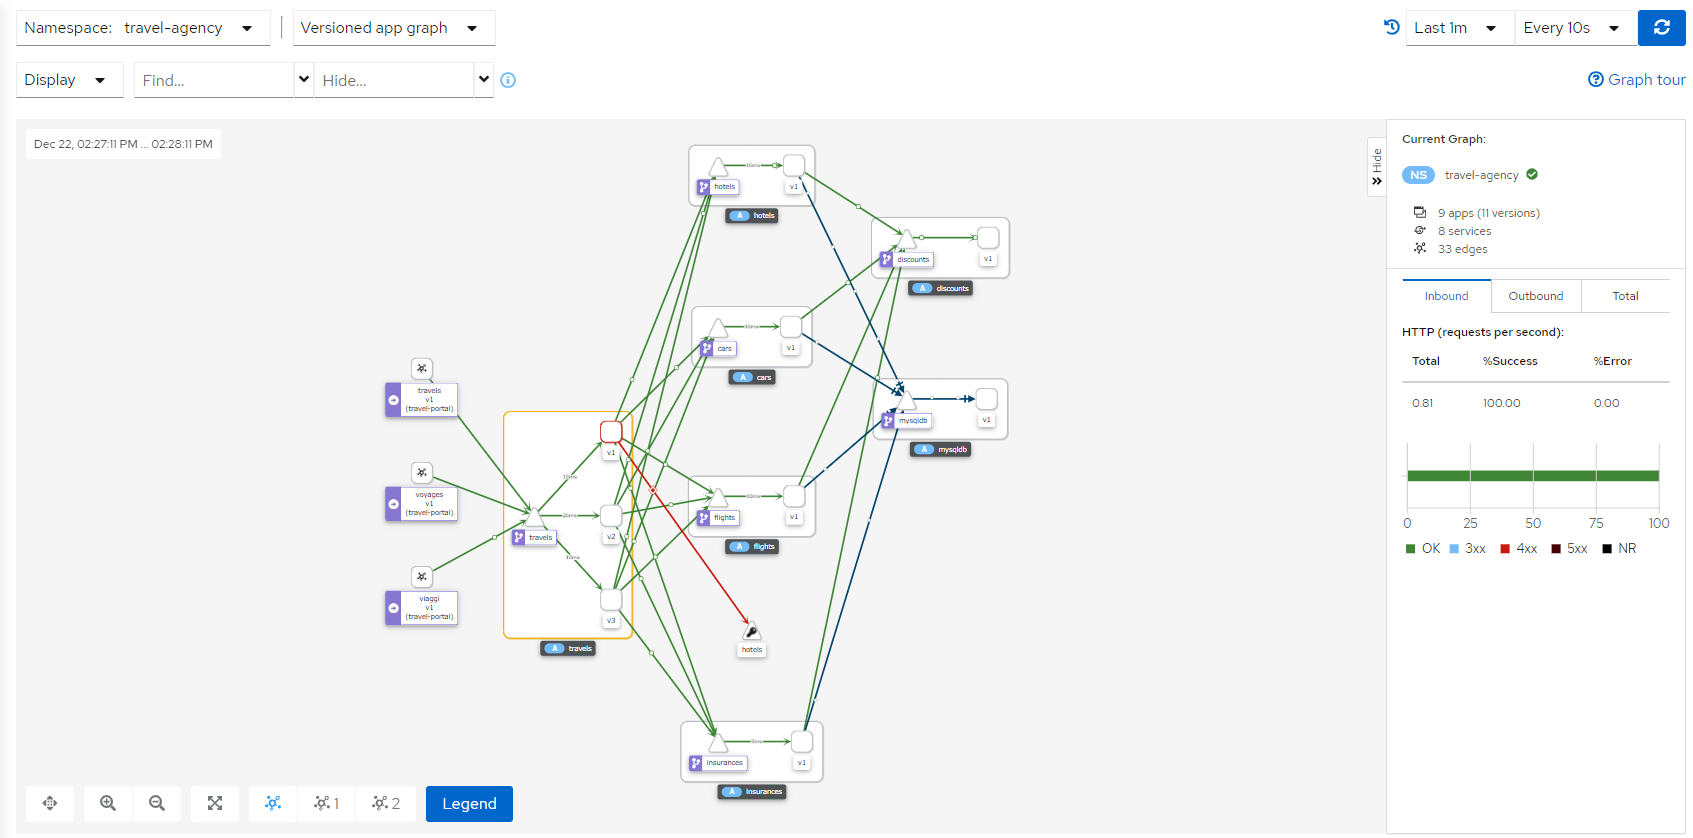 Namespace: travel-agency
Versioned app graph
Last 1m
Every 10s
Display
Find...
Hide...
Graph tour
Dec 22, 02:27:11 PM ... 02:28:11 PM
Hide
hotels
v1
A hotels
discounts
v1
A discounts
cars
v1
A cars
travels
v1
(travel-portal)
mysqldb
v1
A mysqldb
voyages
v1
(travel-portal)
v1
10ms
travels
v2
v3
A travels
flights
v1
A flights
viaggi
v1
(travel-portal)
hotels
insurances
v1
A insurances
1
2
Legend
Current Graph:
NS travel-agency
9 apps (11 versions)
8 services
33 edges
Inbound
Outbound
Total
HTTP (requests per second):
Total %Success %Error
0.81 100.00 0.00
0 25 50 75 100
OK 3xx 4xx 5xx NR